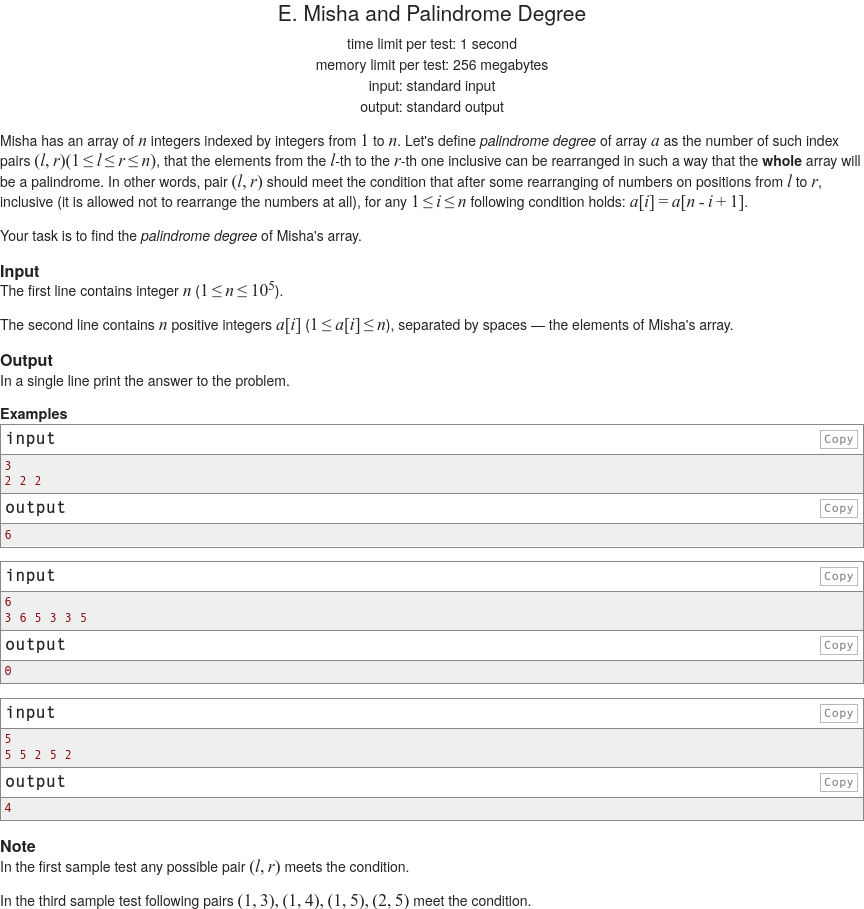 E. Misha and Palindrome Degree
time limit per test: 1 second
memory limit per test: 256 megabytes
input: standard input
output: standard output
Misha has an array of n integers indexed by integers from 1 to n. Let's define palindrome degree of array a as the number of such index
pairs (l, r)(1 ≤ l ≤ r ≤ n), that the elements from the l-th to the r-th one inclusive can be rearranged in such a way that the whole array will
be a palindrome. In other words, pair (l, r) should meet the condition that after some rearranging of numbers on positions from l to r,
inclusive (it is allowed not to rearrange the numbers at all), for any 1 ≤ i ≤ n following condition holds: a[i] = a[n - i + 1].
Your task is to find the palindrome degree of Misha's array.
Input
The first line contains integer n (1 ≤ n ≤ 10⁵).
The second line contains n positive integers a[i] (1 ≤ a[i] ≤ n), separated by spaces — the elements of Misha's array.
Output
In a single line print the answer to the problem.
Examples
input Copy
3
2 2 2
output Copy
6
input Copy
6
3 6 5 3 3 5
output Copy
0
input Copy
5
5 5 2 5 2
output Copy
4
Note
In the first sample test any possible pair (l, r) meets the condition.
In the third sample test following pairs (1, 3), (1, 4), (1, 5), (2, 5) meet the condition.